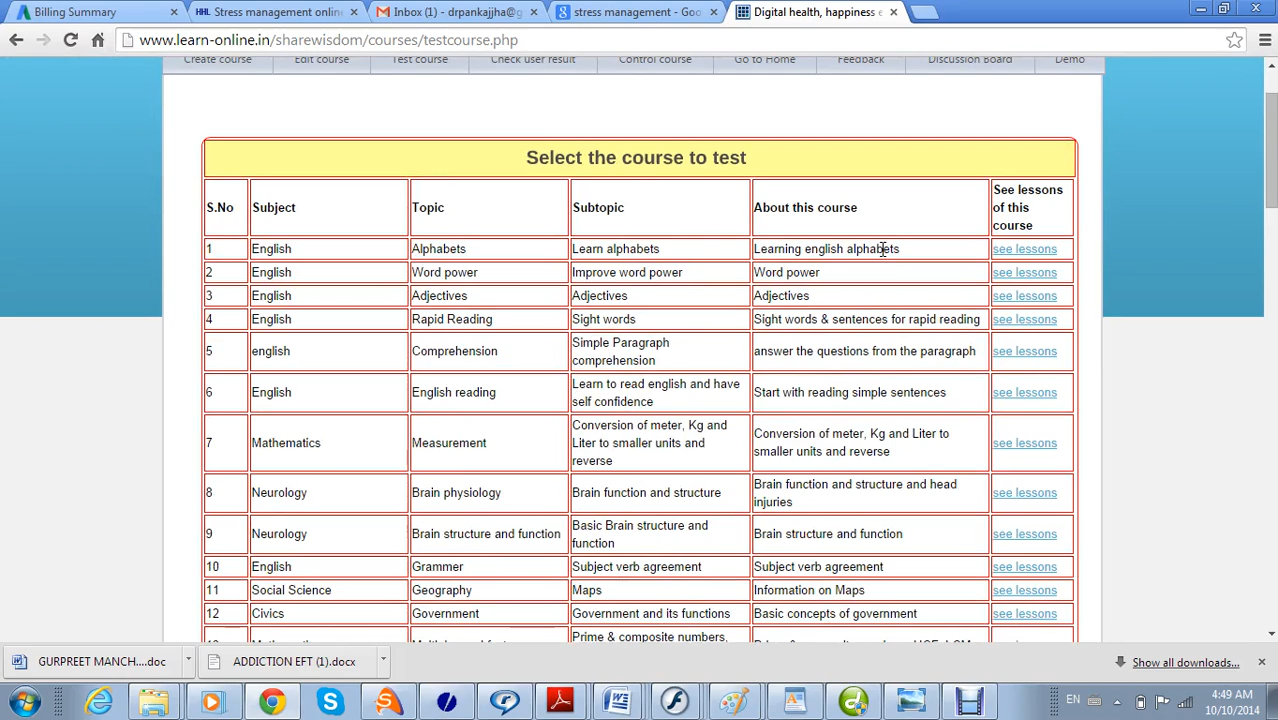 Billing Summary
Stress management online
Inbox (1) - drpankajjha@g
stress management - Goo
Digital health, happiness e
www.learn-online.in/sharewisdom/courses/testcourse.php
Create course Edit course Test course Check user result Control course Go to Home Feedback Discussion Board Demo
Select the course to test
S.No Subject Topic Subtopic About this course See lessons of this course
1 English Alphabets Learn alphabets Learning english alphabets see lessons
2 English Word power Improve word power Word power see lessons
3 English Adjectives Adjectives Adjectives see lessons
4 English Rapid Reading Sight words Sight words & sentences for rapid reading see lessons
5 english Comprehension Simple Paragraph comprehension answer the questions from the paragraph see lessons
6 English English reading Learn to read english and have self confidence Start with reading simple sentences see lessons
7 Mathematics Measurement Conversion of meter, Kg and Liter to smaller units and reverse Conversion of meter, Kg and Liter to smaller units and reverse see lessons
8 Neurology Brain physiology Brain function and structure Brain function and structure and head injuries see lessons
9 Neurology Brain structure and function Basic Brain structure and function Brain structure and function see lessons
10 English Grammer Subject verb agreement Subject verb agreement see lessons
11 Social Science Geography Maps Information on Maps see lessons
12 Civics Government Government and its functions Basic concepts of government see lessons
Prime & composite numbers,
GURPREET MANCH....doc
ADDICTION EFT (1).docx
Show all downloads...
EN
4:49 AM
10/10/2014